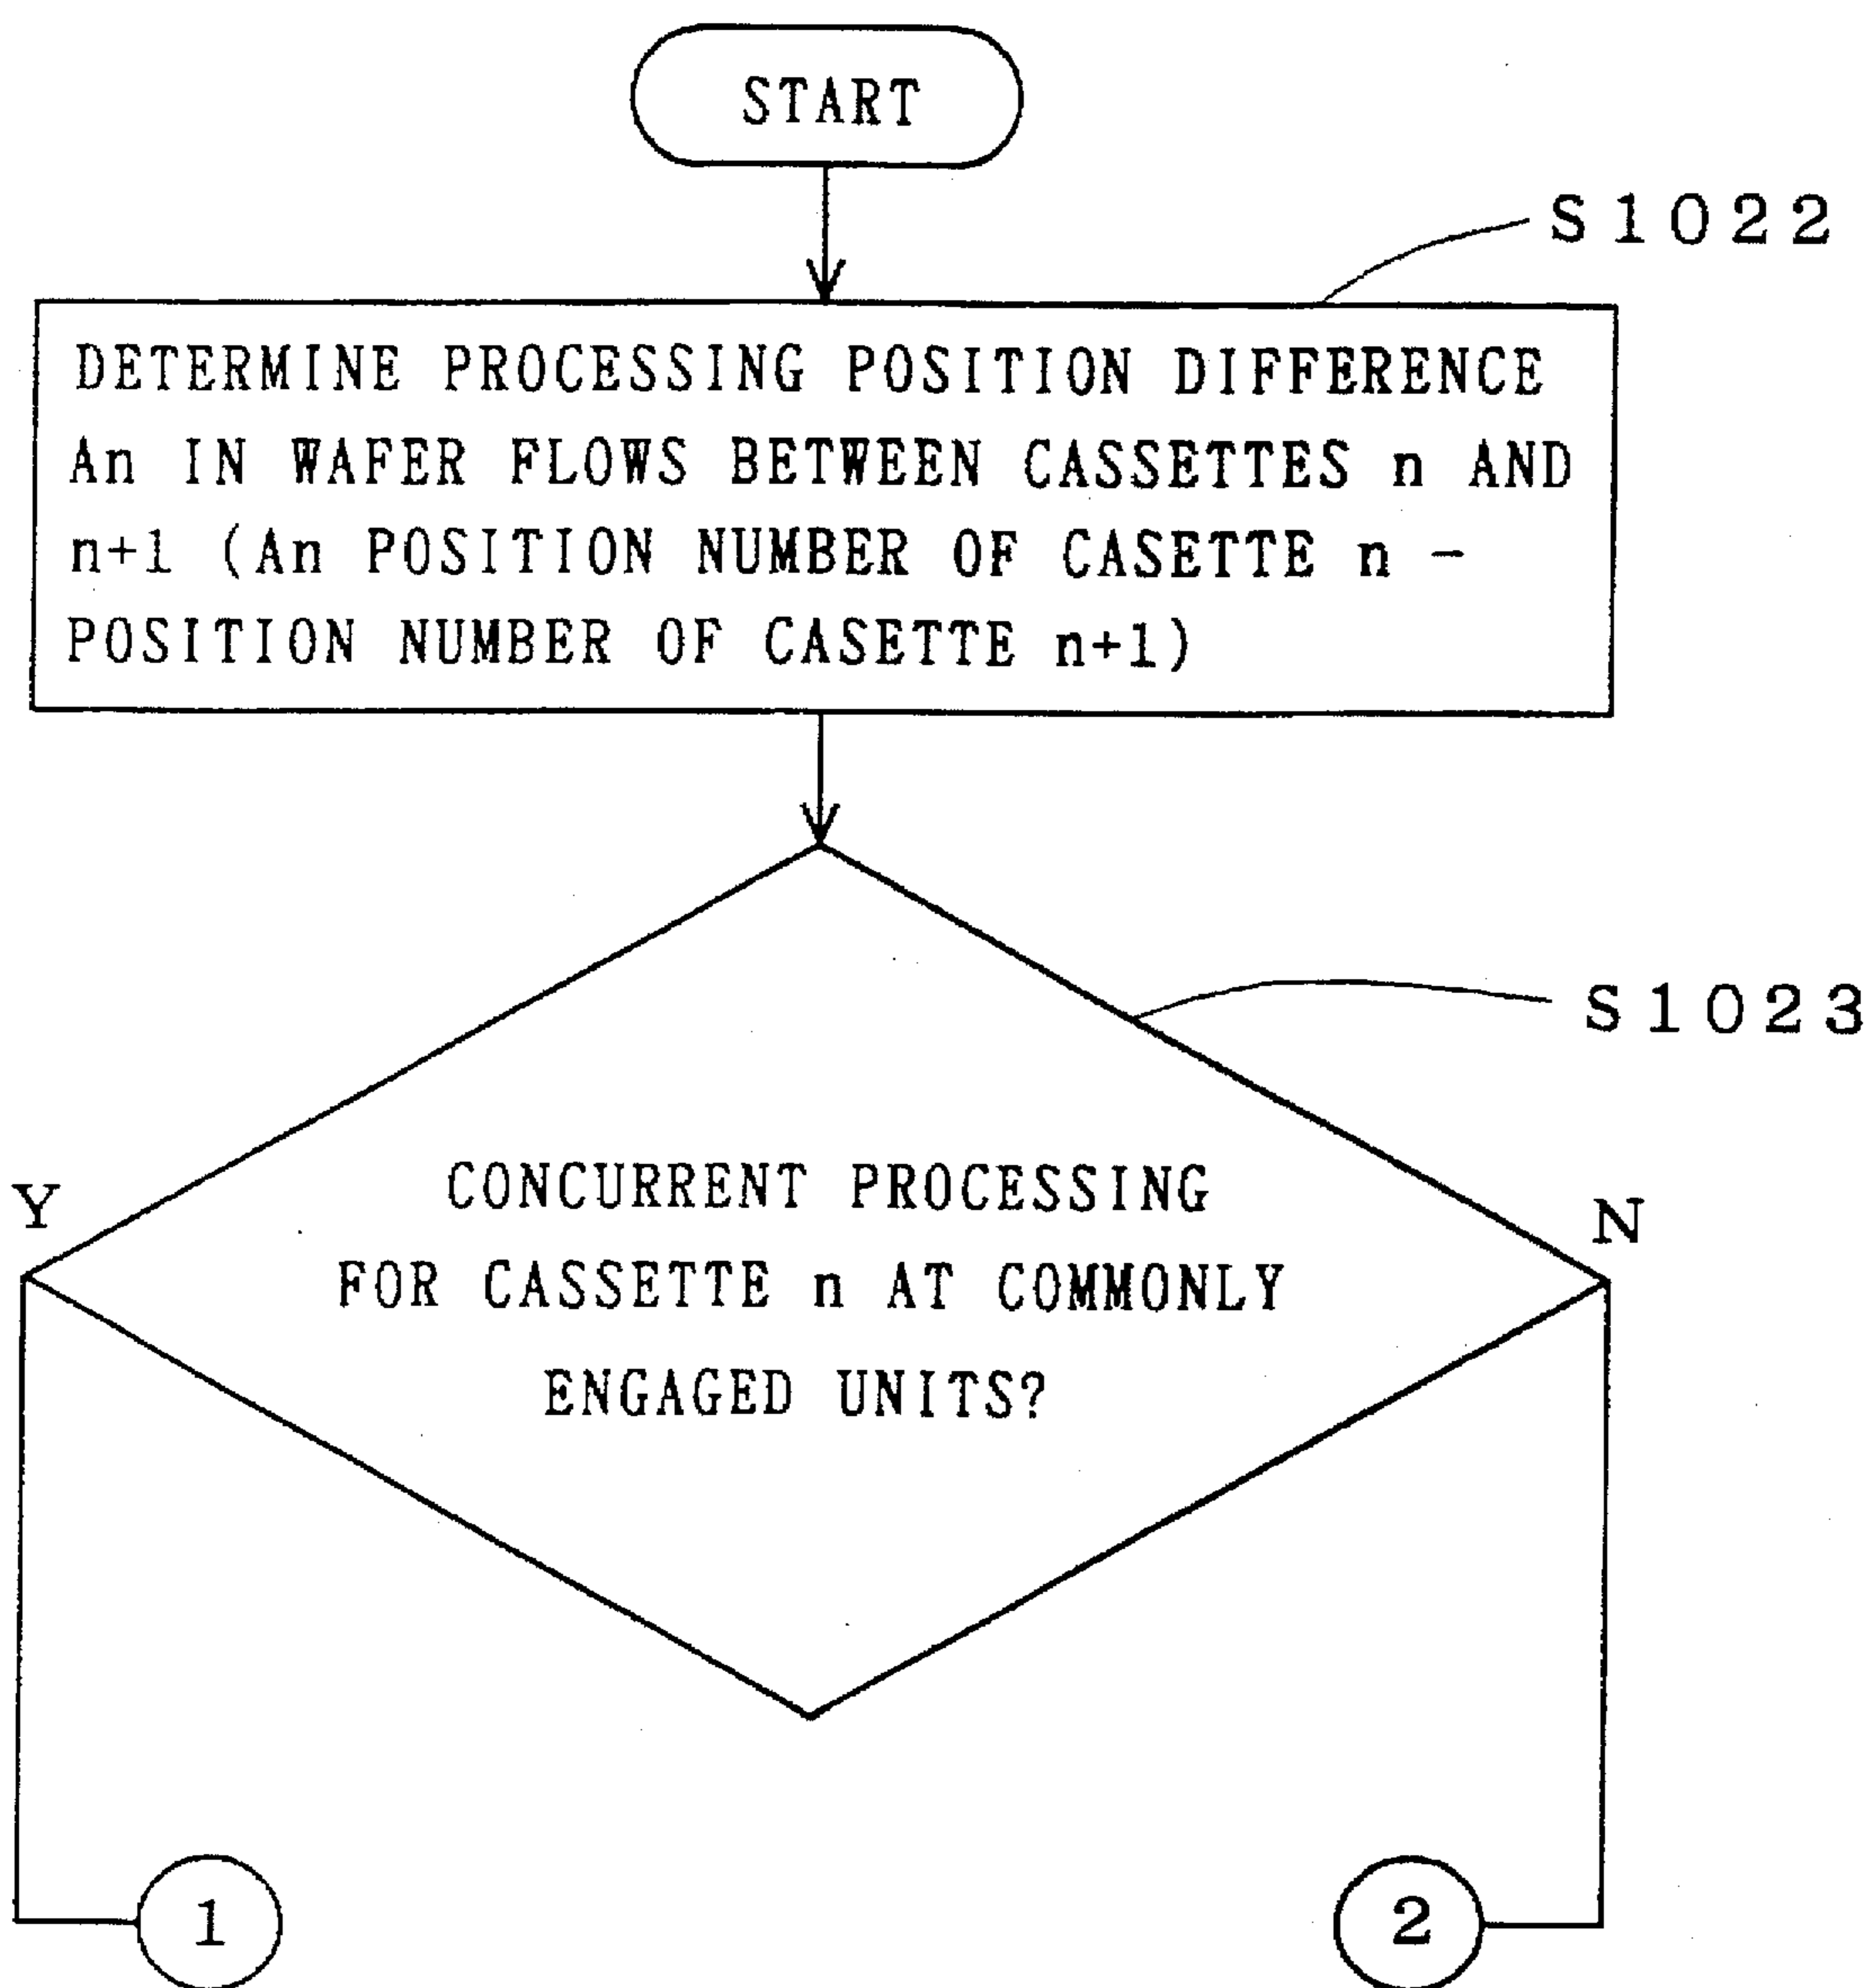 START
S1022
DETERMINE PROCESSING POSITION DIFFERENCE
An IN WAFER FLOWS BETWEEN CASSETTES n AND
n+1 (An POSITION NUMBER OF CASETTE n –
POSITION NUMBER OF CASETTE n+1)
S1023
CONCURRENT PROCESSING
FOR CASSETTE n AT COMMONLY
ENGAGED UNITS?
Y
N
1
2